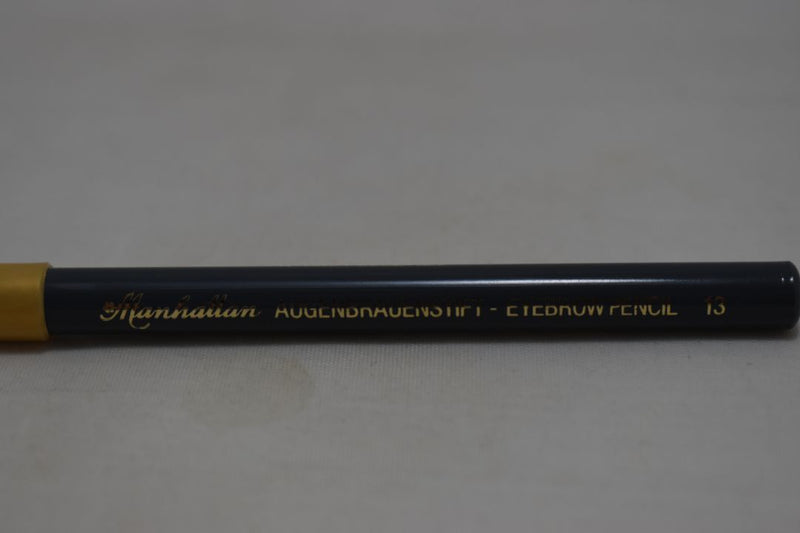 Manhattan AUGENBRAUENSTIFT - EYEBROW PENCIL 13